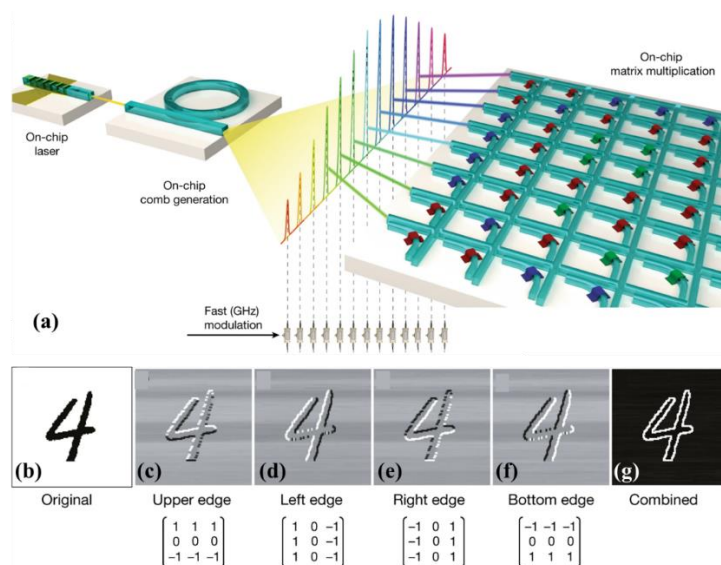 On-chip
matrix multiplication
On-chip
laser
On-chip
comb generation
(a)
Fast (GHz)
modulation
(b) (c) (d) (e) (f) (g)
Original Upper edge Left edge Right edge Bottom edge Combined
1 1 1 1 0 -1 -1 0 1 -1 -1 -1
0 0 0 1 0 -1 -1 0 1 0 0 0
-1 -1 -1 1 0 -1 -1 0 1 1 1 1